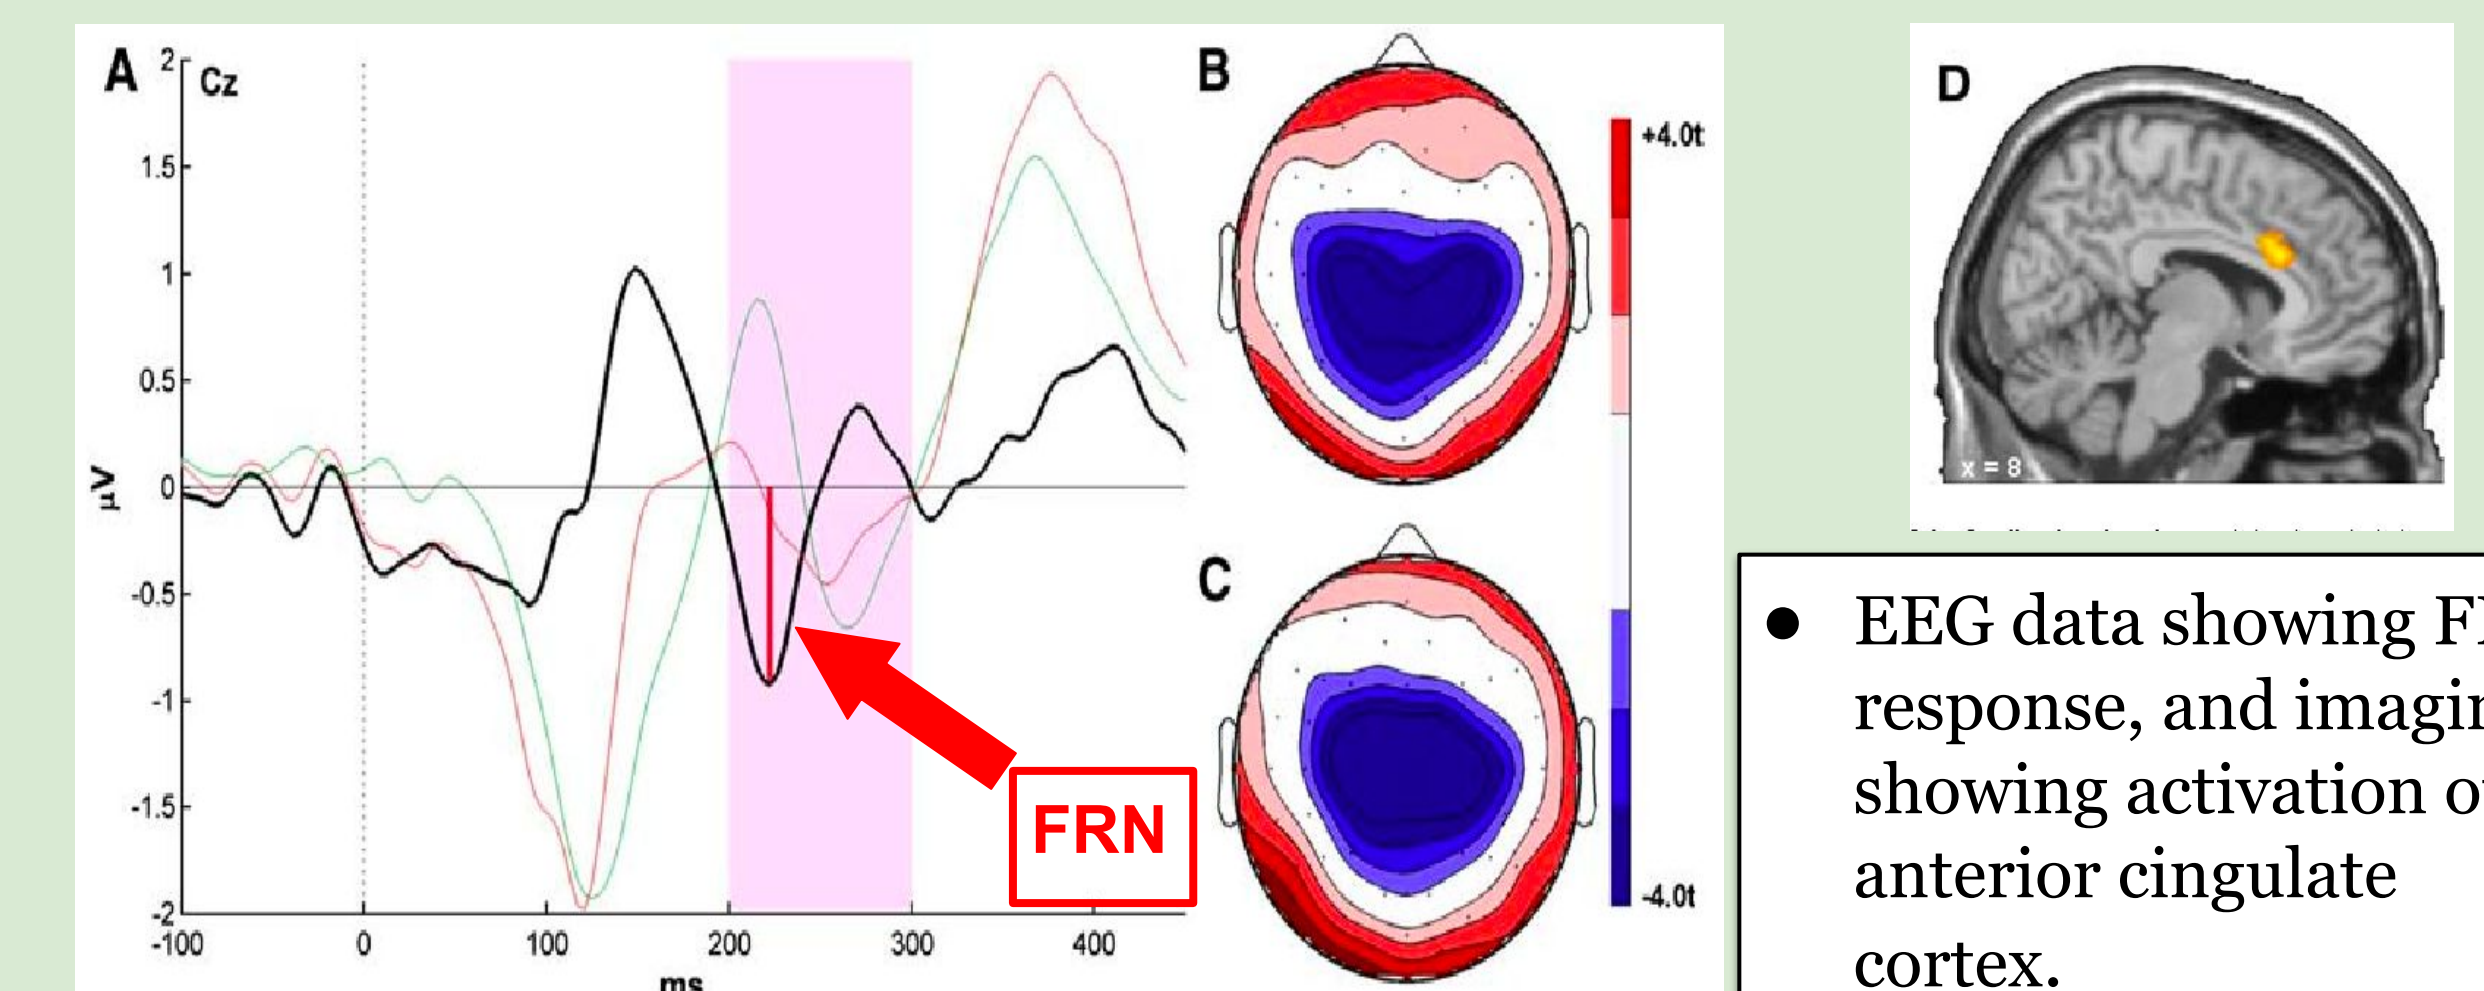 A
Cz
2
1.5
1
0.5
0
-0.5
-1
-1.5
-2
µV
-100 0 100 200 300 400
ms
FRN
B
+4.0t
C
-4.0t
D
x = 8
● EEG data showing
response, and
showing activation
anterior cingulate
cortex.